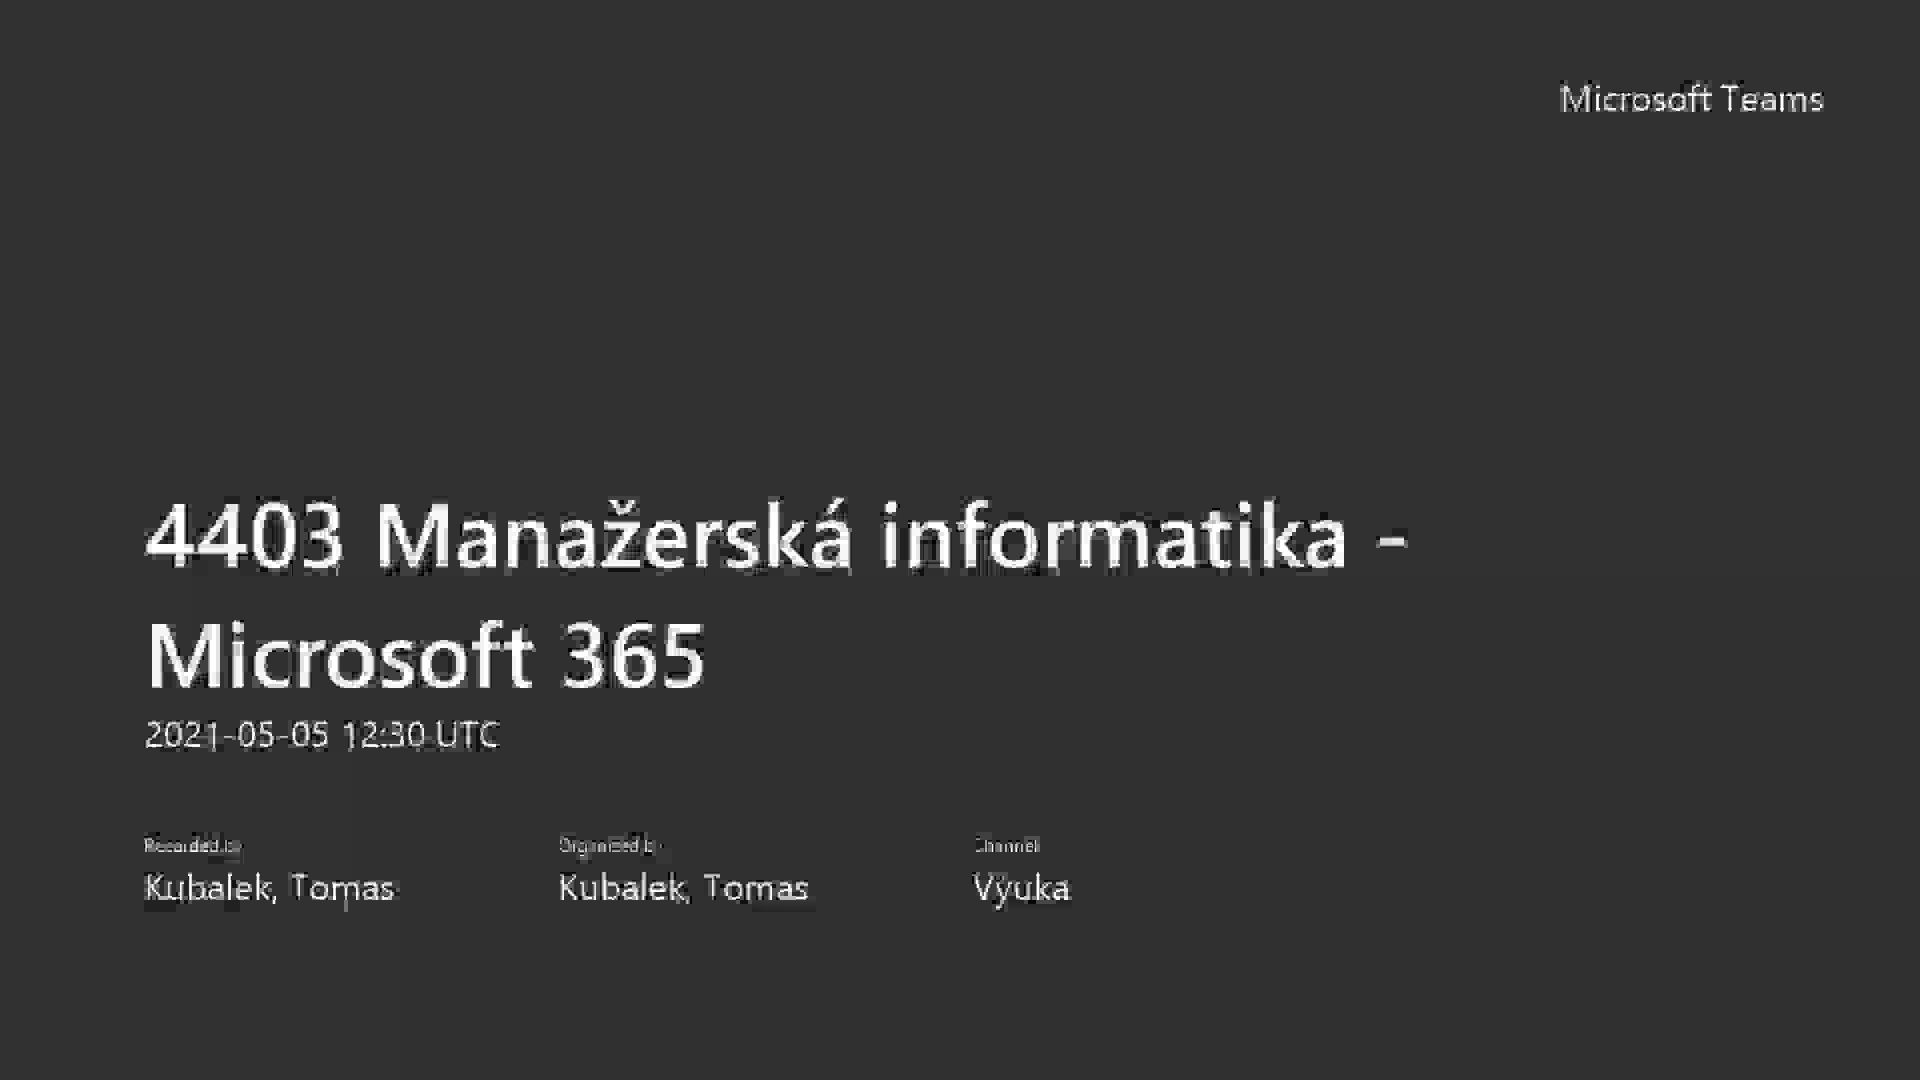 Microsoft Teams
4403 Manažerská informatika -
Microsoft 365
2021-05-05 12:30 UTC
Recorded by
Organized by
Channel
Kubalek, Tomas
Kubalek, Tomas
Výuka